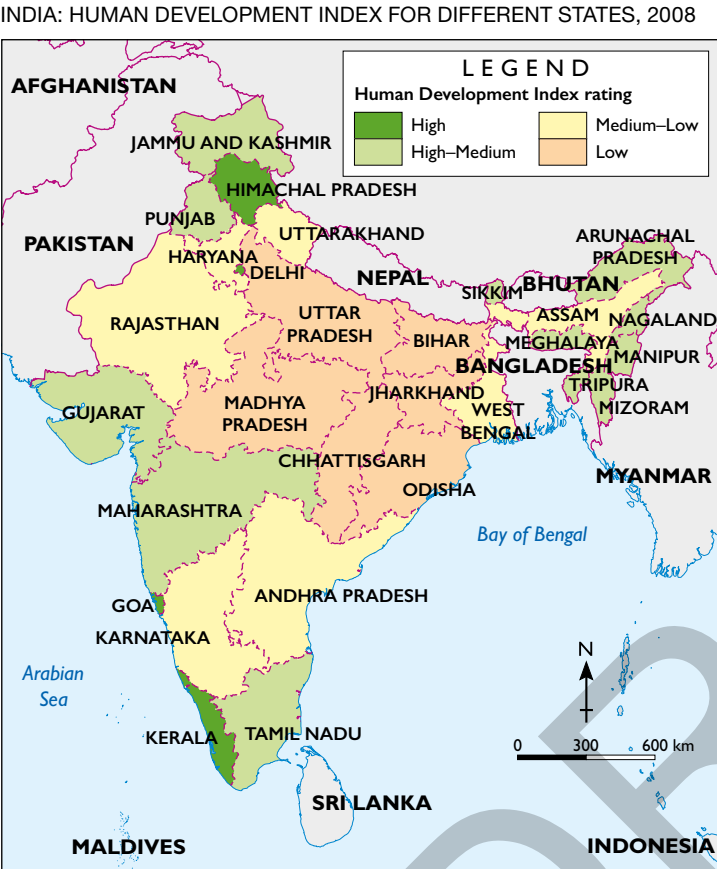 INDIA: HUMAN DEVELOPMENT INDEX FOR DIFFERENT STATES, 2008
LEGEND
Human Development Index rating
High
Medium–Low
High–Medium
Low
AFGHANISTAN
JAMMU AND KASHMIR
HIMACHAL PRADESH
PUNJAB
UTTARAKHAND
PAKISTAN
HARYANA
DELHI
NEPAL
ARUNACHAL
PRADESH
SIKKIM
BHUTAN
RAJASTHAN
UTTAR
PRADESH
BIHAR
ASSAM
NAGALAND
MEGHALAYA
MANIPUR
BANGLADESH
TRIPURA
MIZORAM
GUJARAT
MADHYA
PRADESH
JHARKHAND
WEST
BENGAL
CHHATTISGARH
ODISHA
MYANMAR
MAHARASHTRA
Bay of Bengal
GOA
ANDHRA PRADESH
KARNATAKA
Arabian
Sea
N
KERALA
TAMIL NADU
0 300 600 km
SRI LANKA
MALDIVES
INDONESIA